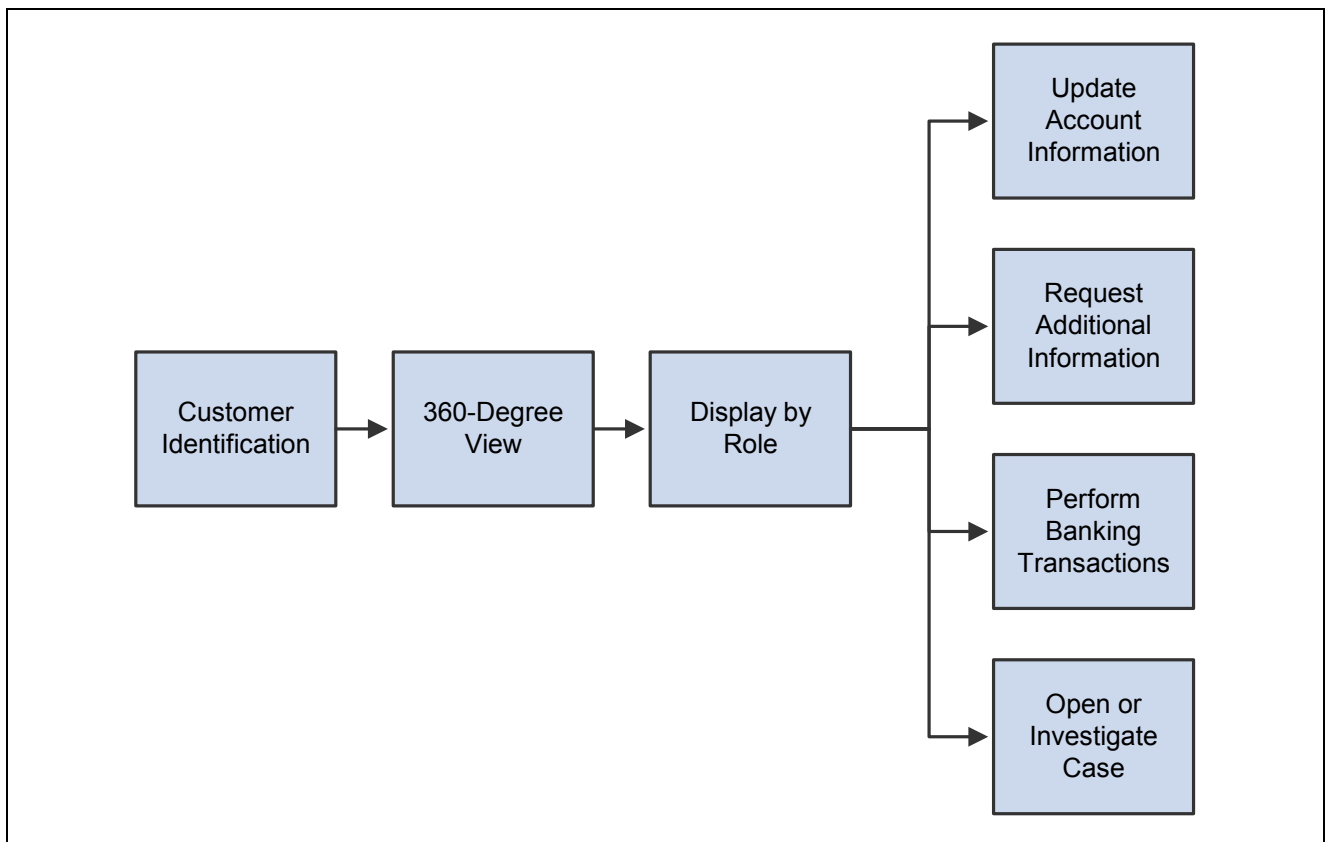 Customer
Identification
360-Degree
View
Display by
Role
Update
Account
Information
Request
Additional
Information
Perform
Banking
Transactions
Open or
Investigate
Case